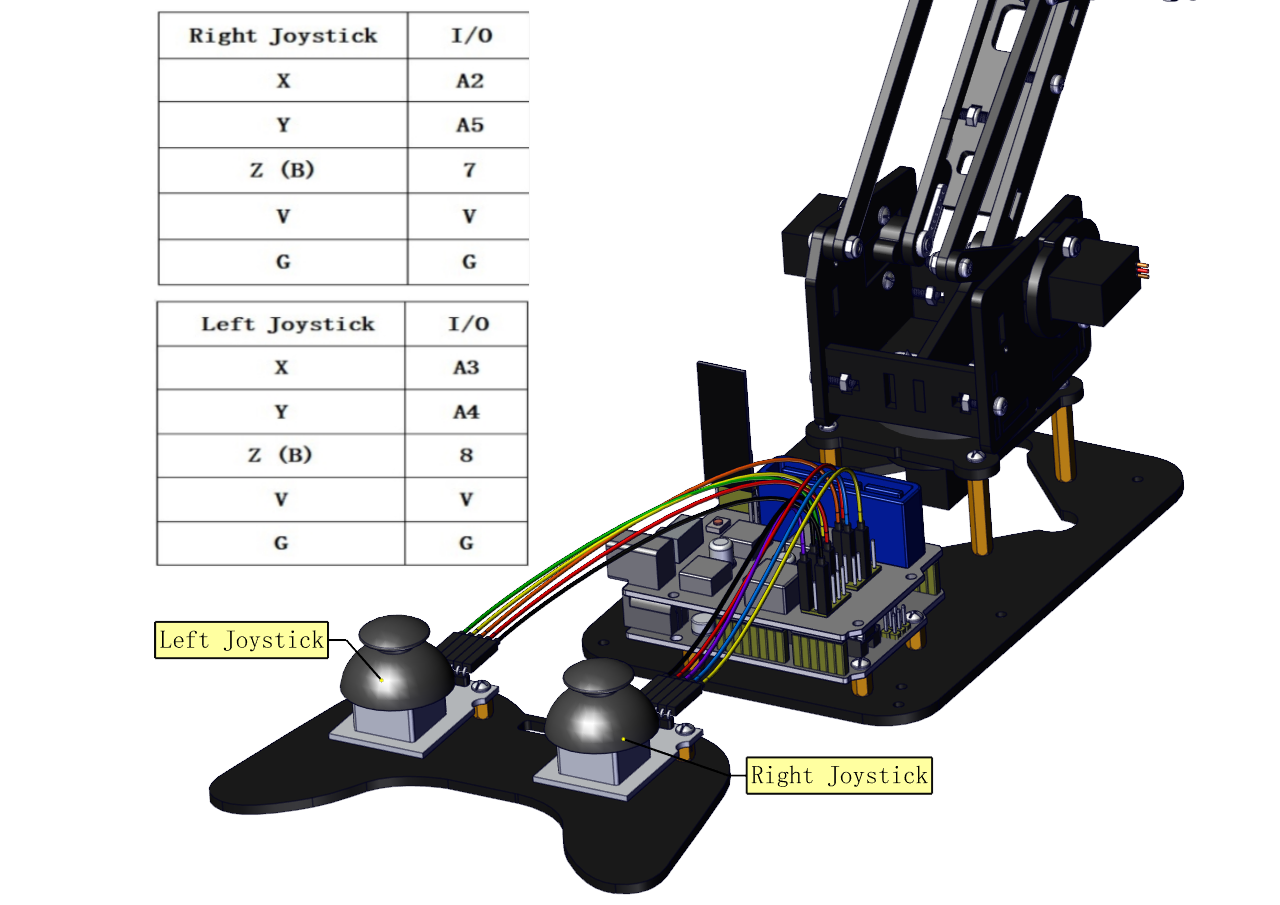 Right Joystick I/O
X A2
Y A5
Z (B) 7
V V
G G
Left Joystick I/O
X A3
Y A4
Z (B) 8
V V
G G
Left Joystick
Right Joystick